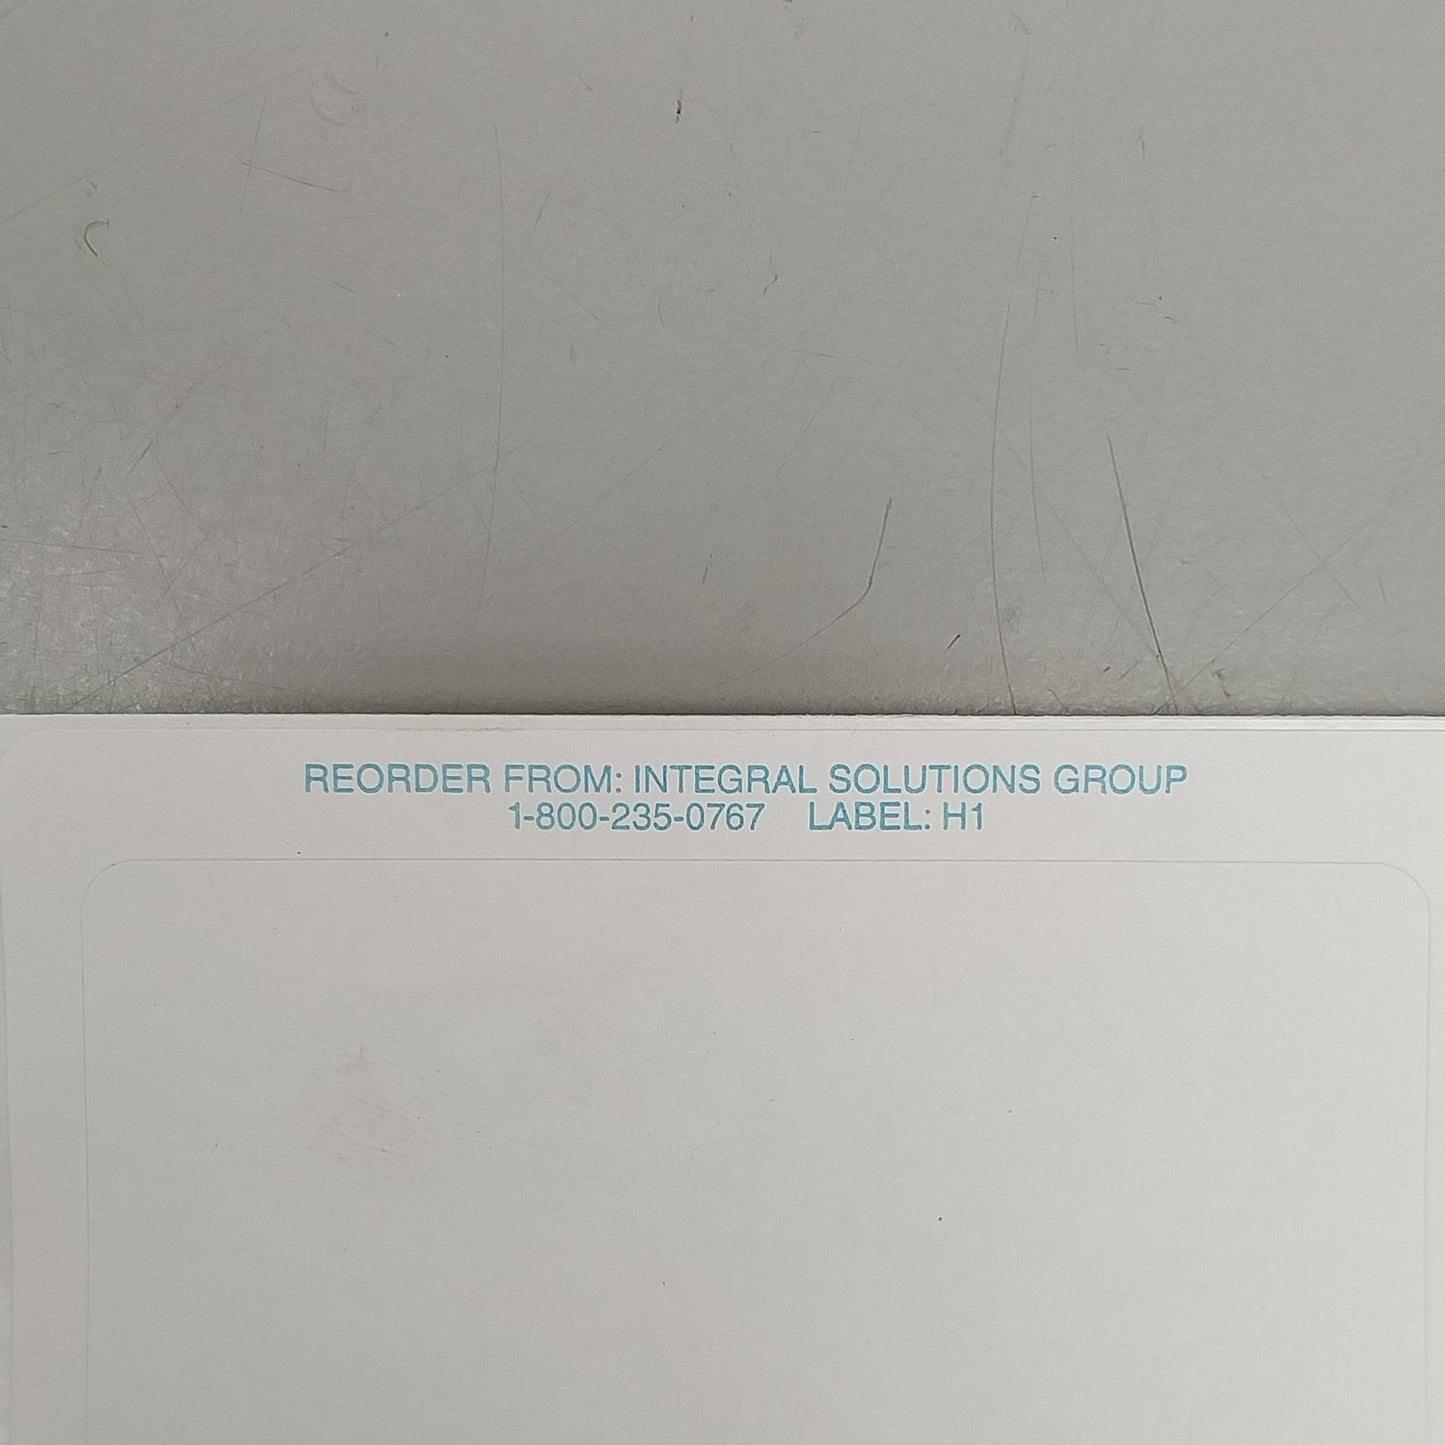 REORDER FROM: INTEGRAL SOLUTIONS GROUP
1-800-235-0767 LABEL: H1